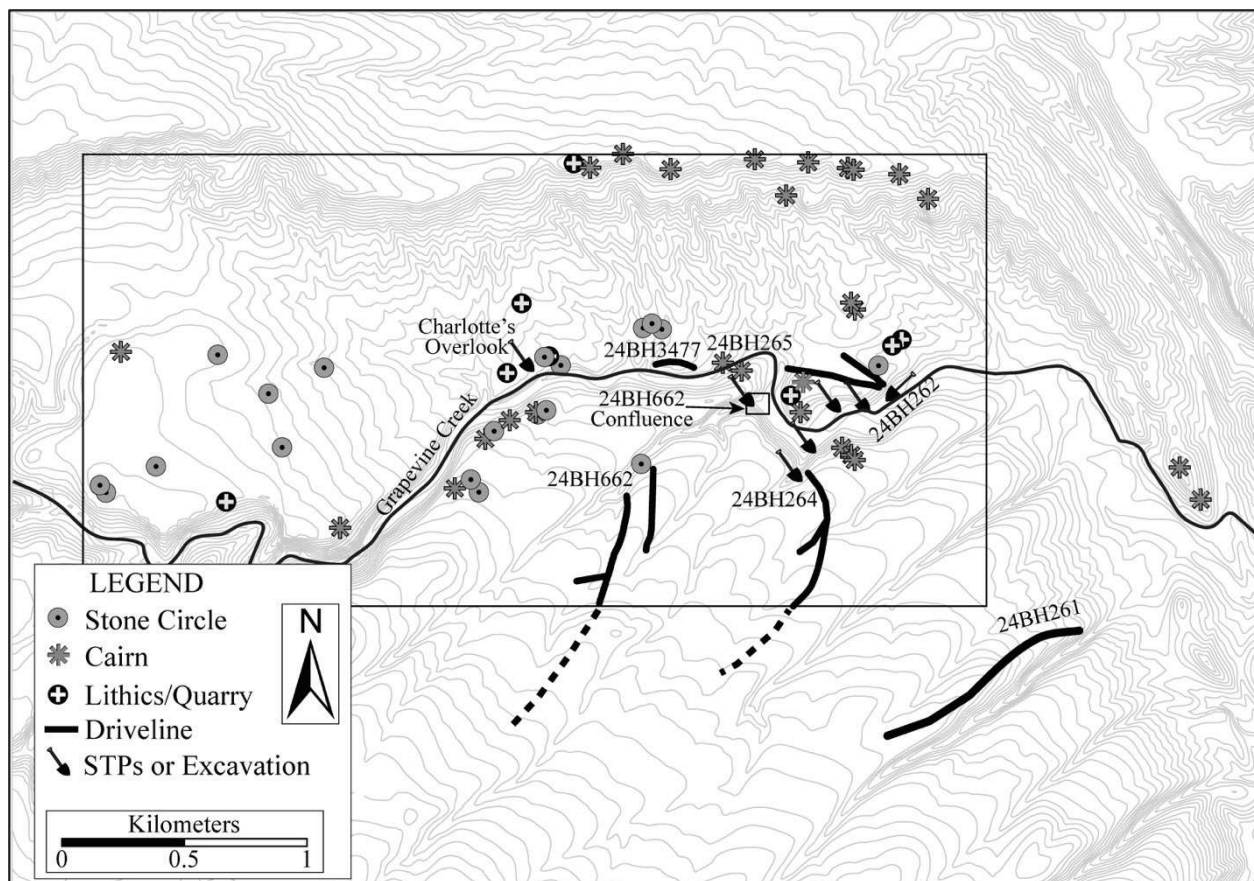 Charlotte's
Overlook
24BH3477
24BH265
24BH662
Confluence
24BH262
Grapevine Creek
24BH662
24BH264
24BH261
LEGEND
Stone Circle
Cairn
Lithics/Quarry
Driveline
STPs or Excavation
N
Kilometers
0 0.5 1